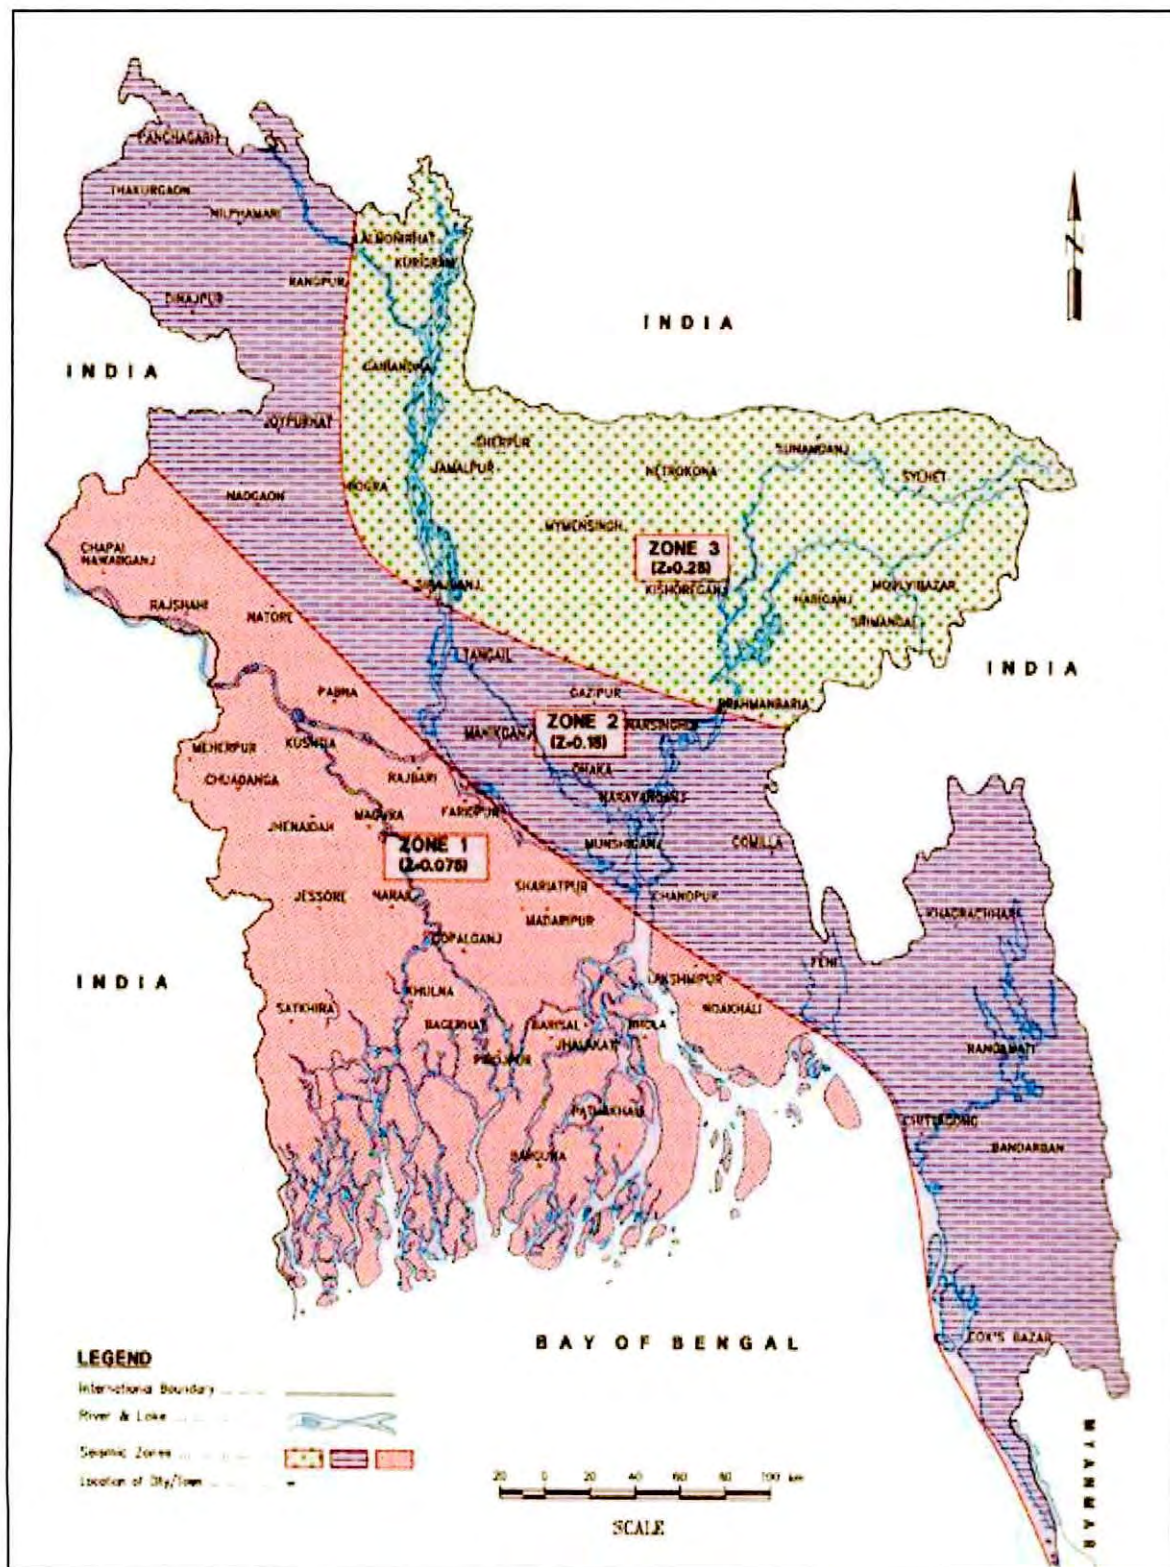 PANCHAGARH
THAKURGAON
NILPHAMARI
LALMONIRHAT
KURIGRAM
RANGPUR
DINAJPUR
INDIA
INDIA
GAIBANDHA
JOYPURHAT
SHERPUR
SUNAMGANJ
JAMALPUR
NETROKONA
SYLHET
BOGRA
NAOGAON
MYMENSINGH
CHAPAI
NAWABGANJ
ZONE 3
(Z=0.25)
SIRAJGANJ
KISHOREGANJ
HABIGANJ
MOULVIBAZAR
RAJSHAHI
NATORE
SRIMANGAL
TANGAIL
INDIA
PABNA
GAZIPUR
BRAHMANBARIA
ZONE 2
(Z=0.15)
NARSINGHDI
MANIKGANJ
MEHERPUR
KUSHTIA
CHUADANGA
RAJBARI
DHAKA
NARAYANGANJ
FARIDPUR
MAGURA
JHENAIDAH
ZONE 1
(Z=0.075)
MUNSHIGANJ
COMILLA
SHARIATPUR
JESSORE
NARAIL
CHANDPUR
MADARIPUR
KHAGRACHHARI
GOPALGANJ
FENI
INDIA
LAKSHMIPUR
KHULNA
NOAKHALI
SATKHIRA
BAGERHAT
BARISAL
BHOLA
JHALAKATI
PIROJPUR
RANGAMATI
PATUAKHALI
CHITTAGONG
BANDARBAN
BARGUNA
COX'S BAZAR
BAY OF BENGAL
LEGEND
International Boundary
River & Lake
Seismic Zones
Location of City/Town
20 0 20 40 60 80 100 km
SCALE
MYANMAR
N